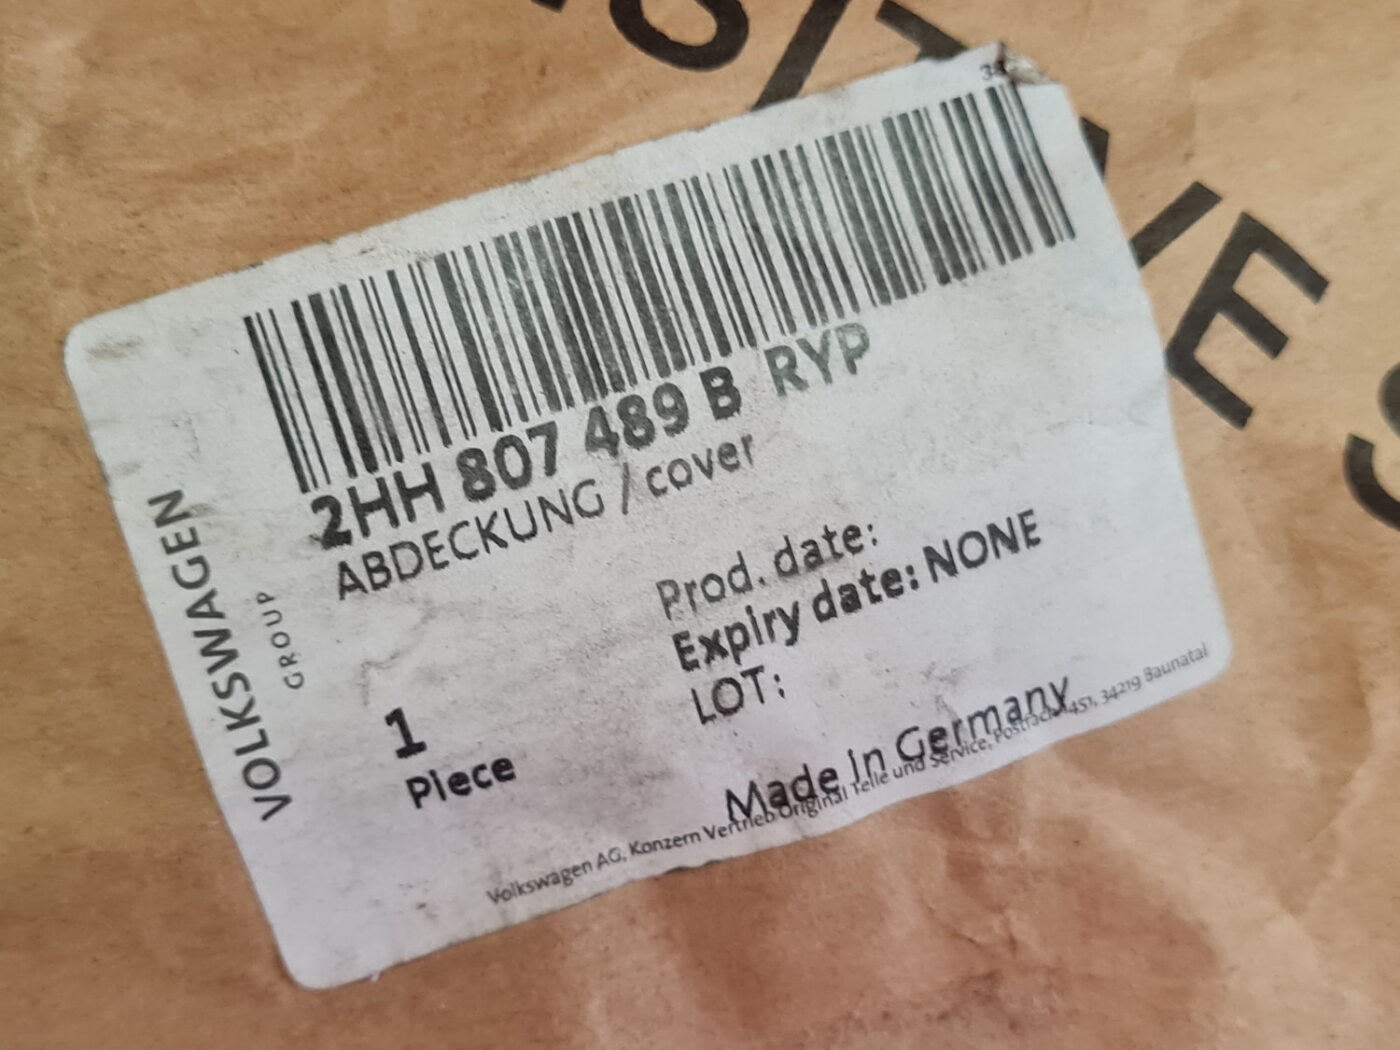 2HH 807 489 B RYP
ABDECKUNG / cover
VOLKSWAGEN
GROUP
Prod. date:
Expiry date: NONE
LOT:
1
Piece
Made in Germany
Volkswagen AG, Konzern Vertrieb Original Teile und Service, Postfach 1451, 34219 Baunatal